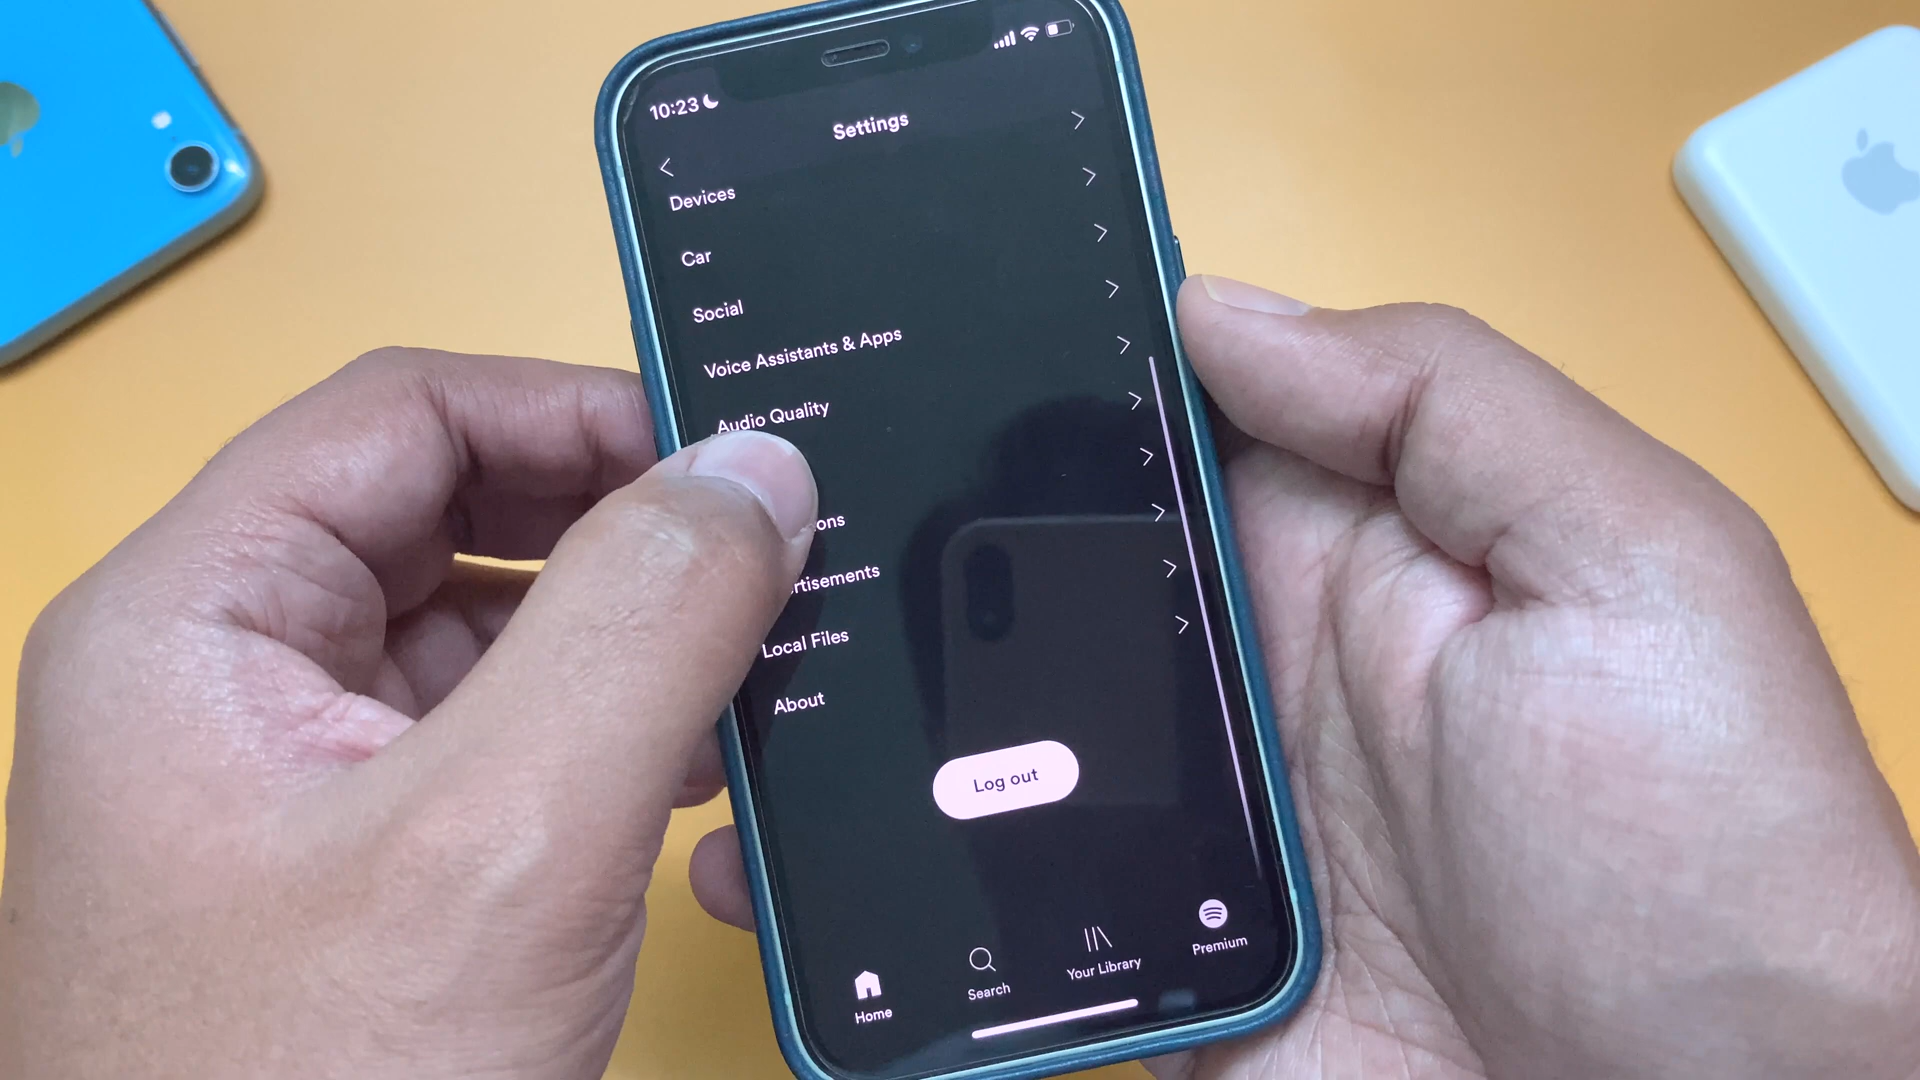 10:23
Settings
Devices
Car
Social
Voice Assistants & Apps
Audio Quality
ons
rtisements
Local Files
About
Log out
Home
Search
Your Library
Premium